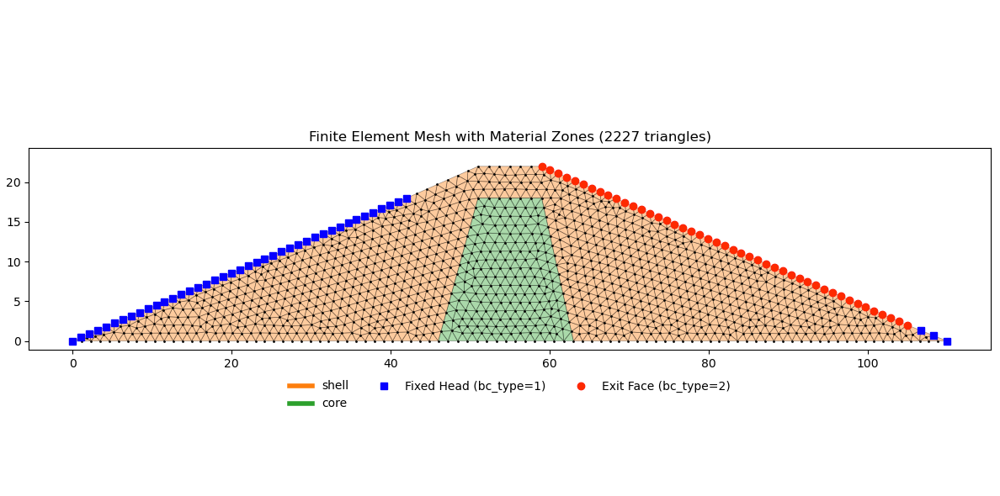 Finite Element Mesh with Material Zones (2227 triangles)
20
15
10
5
0
0 20 40 60 80 100
shell Fixed Head (bc_type=1) Exit Face (bc_type=2)
core